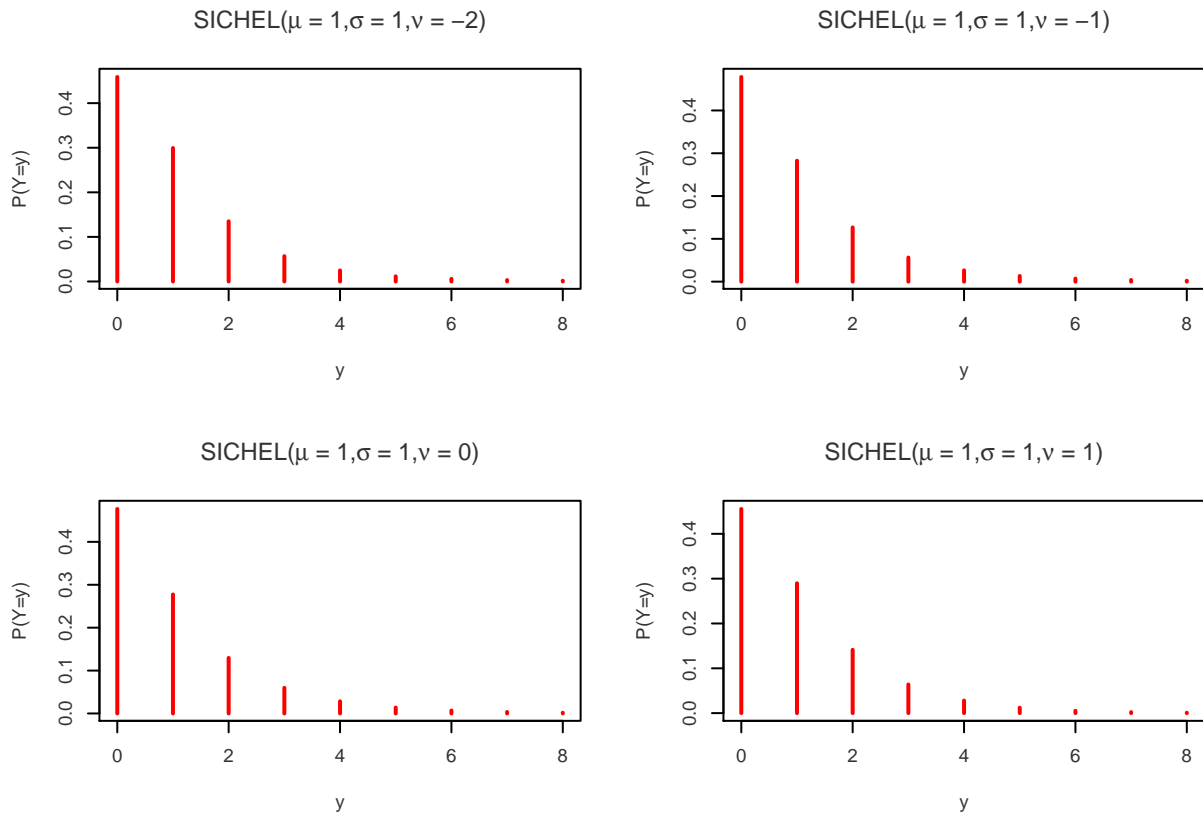 SICHEL(μ = 1,σ = 1,ν = −2)
P(Y=y)
0.0 0.1 0.2 0.3 0.4
0 2 4 6 8
y
SICHEL(μ = 1,σ = 1,ν = −1)
P(Y=y)
0.0 0.1 0.2 0.3 0.4
0 2 4 6 8
y
SICHEL(μ = 1,σ = 1,ν = 0)
P(Y=y)
0.0 0.1 0.2 0.3 0.4
0 2 4 6 8
y
SICHEL(μ = 1,σ = 1,ν = 1)
P(Y=y)
0.0 0.1 0.2 0.3 0.4
0 2 4 6 8
y